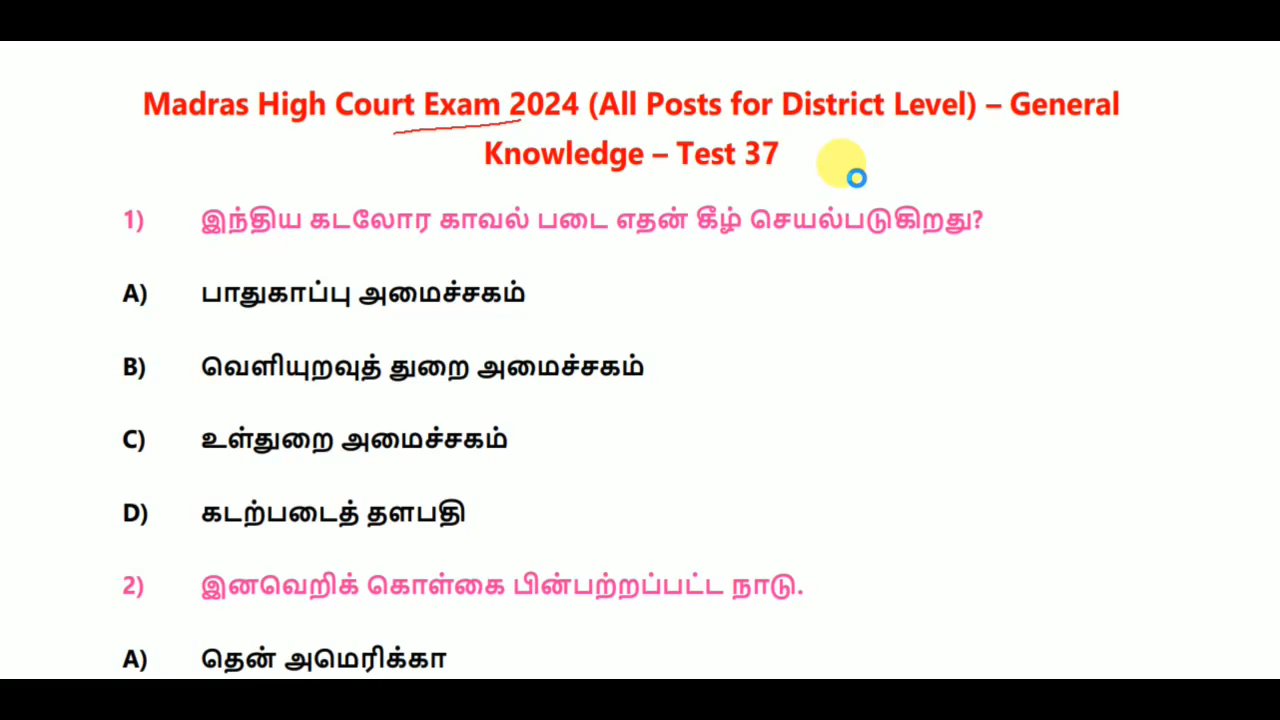 Madras High Court Exam 2024 (All Posts for District Level) – General
Knowledge – Test 37
1) இந்திய கடலோர காவல் படை எதன் கீழ் செயல்படுகிறது?
A) பாதுகாப்பு அமைச்சகம்
B) வெளியுறவுத் துறை அமைச்சகம்
C) உள்துறை அமைச்சகம்
D) கடற்படைத் தளபதி
2) இனவெறிக் கொள்கை பின்பற்றப்பட்ட நாடு.
A) தென் அமெரிக்கா